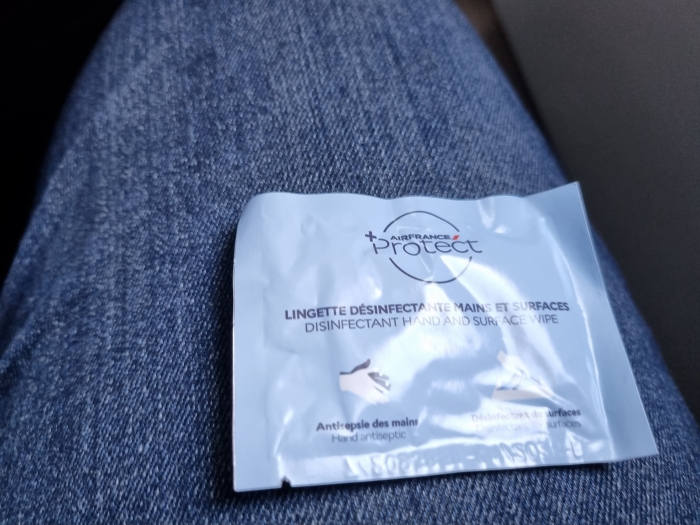 AIRFRANCE
+Protect
LINGETTE DÉSINFECTANTE MAINS ET SURFACES
DISINFECTANT HAND AND SURFACE WIPE
Antisepsie des mains
Hand antiseptic
Désinfectant de surfaces
surfaces